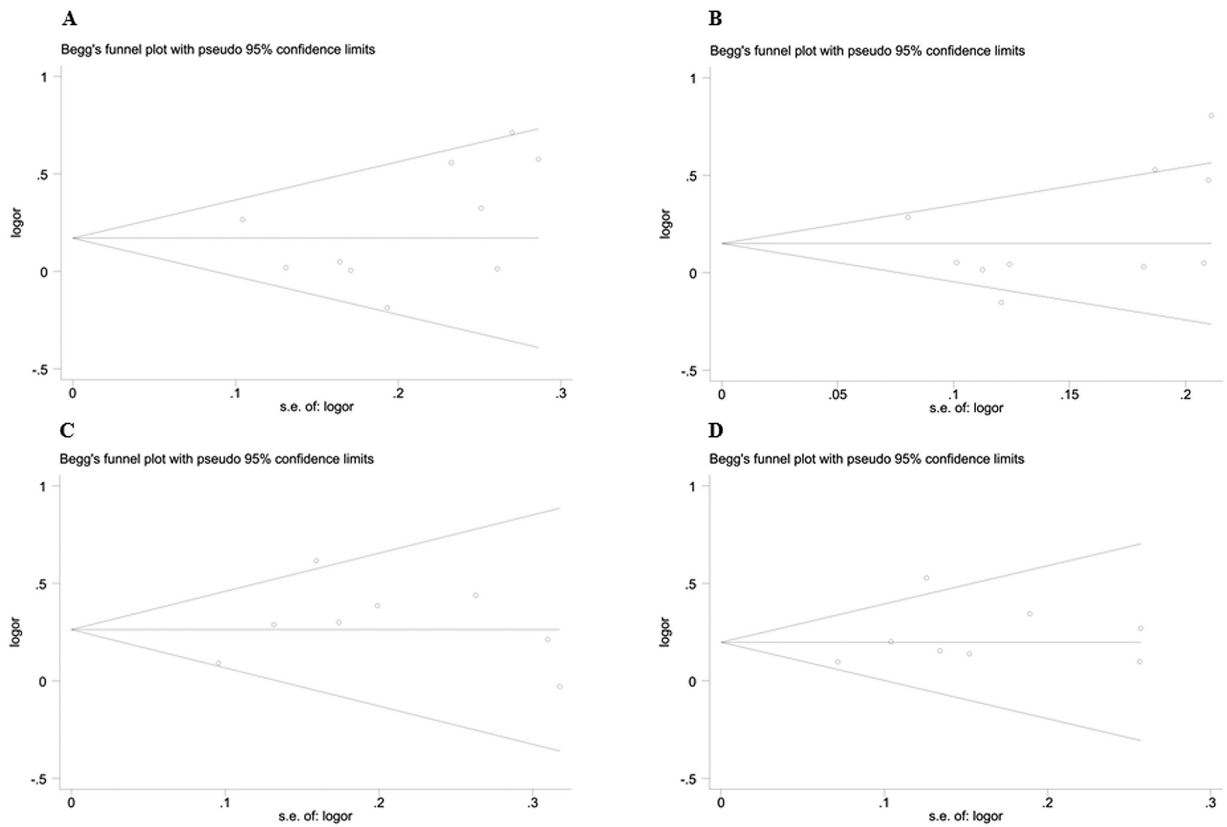 A
Begg's funnel plot with pseudo 95% confidence limits
1
.5
0
-.5
logor
0 .1 .2 .3
s.e. of: logor
B
Begg's funnel plot with pseudo 95% confidence limits
1
.5
0
-.5
logor
0 .05 .1 .15 .2
s.e. of: logor
C
Begg's funnel plot with pseudo 95% confidence limits
1
.5
0
-.5
logor
0 .1 .2 .3
s.e. of: logor
D
Begg's funnel plot with pseudo 95% confidence limits
1
.5
0
-.5
logor
0 .1 .2 .3
s.e. of: logor